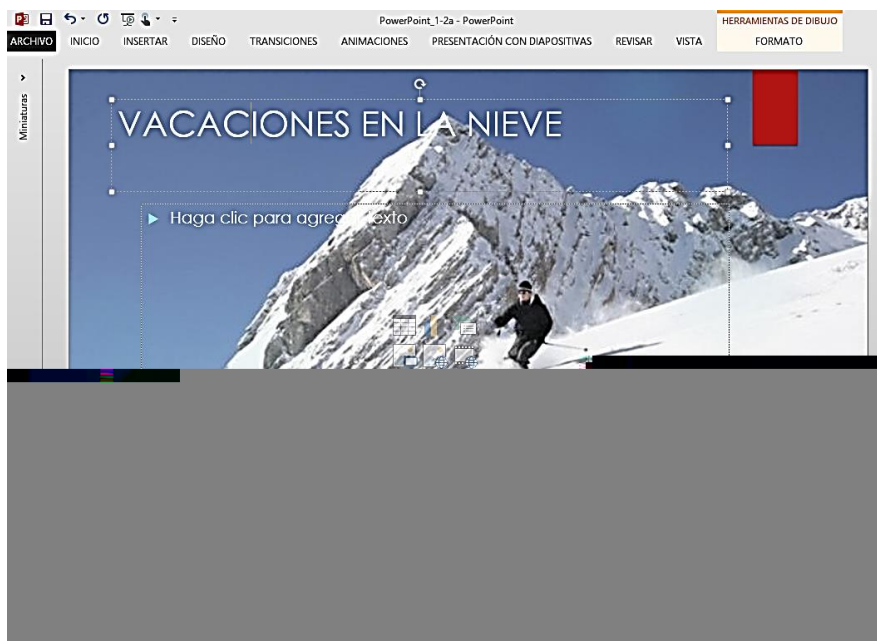 PowerPoint_1-2a - PowerPoint
HERRAMIENTAS DE DIBUJO
ARCHIVO INICIO INSERTAR DISEÑO TRANSICIONES ANIMACIONES PRESENTACIÓN CON DIAPOSITIVAS REVISAR VISTA FORMATO
Miniaturas
VACACIONES EN LA NIEVE
Haga clic para agregar texto